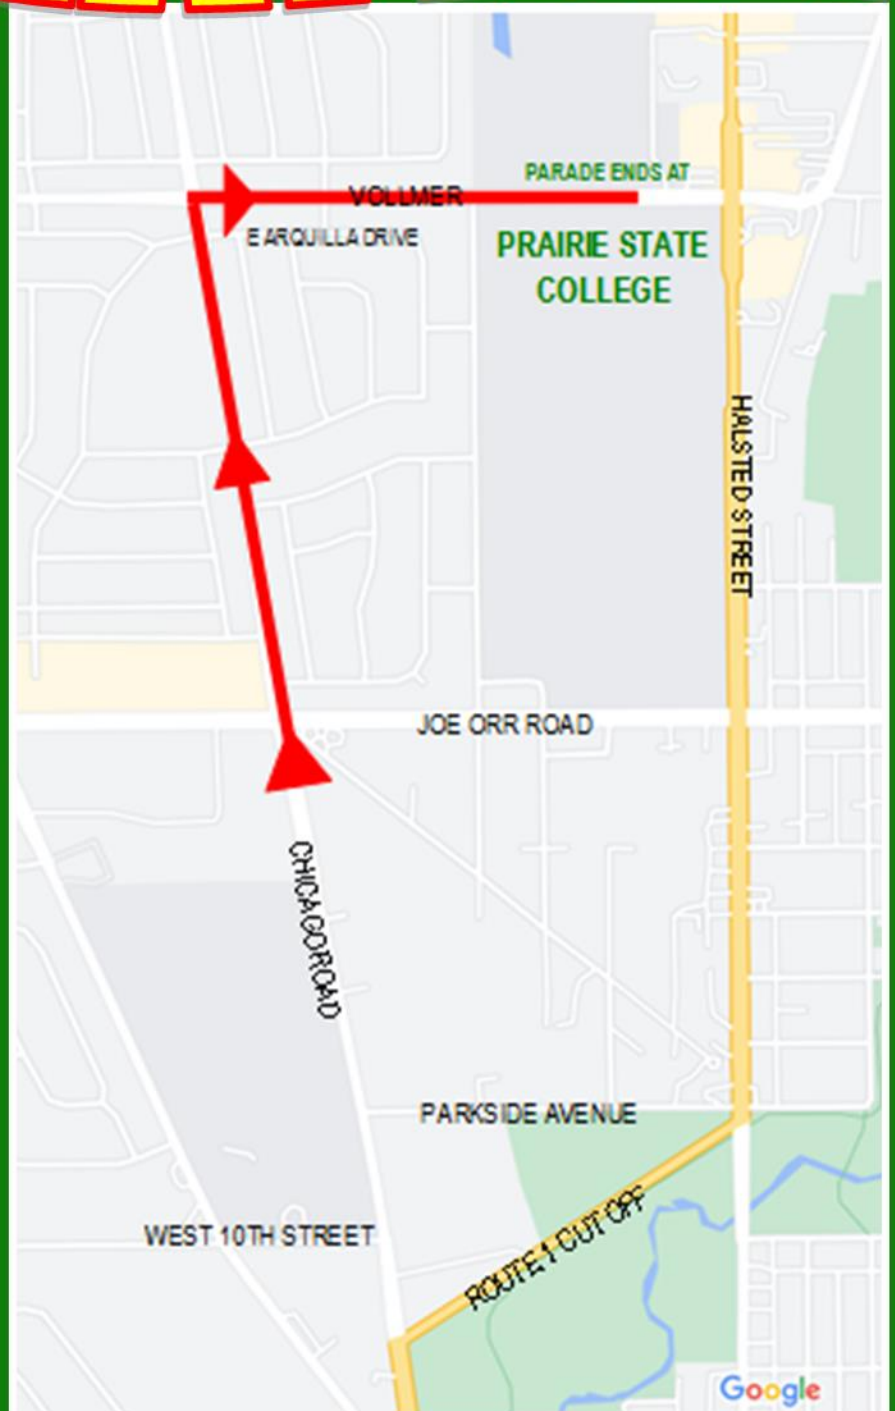 PARADE ENDS AT
VOLLMER
E ARQUILLA DRIVE
PRAIRIE STATE
COLLEGE
HALSTED STREET
JOE ORR ROAD
CHICAGO ROAD
PARKSIDE AVENUE
WEST 10TH STREET
ROUTE 1 CUT OFF
Google